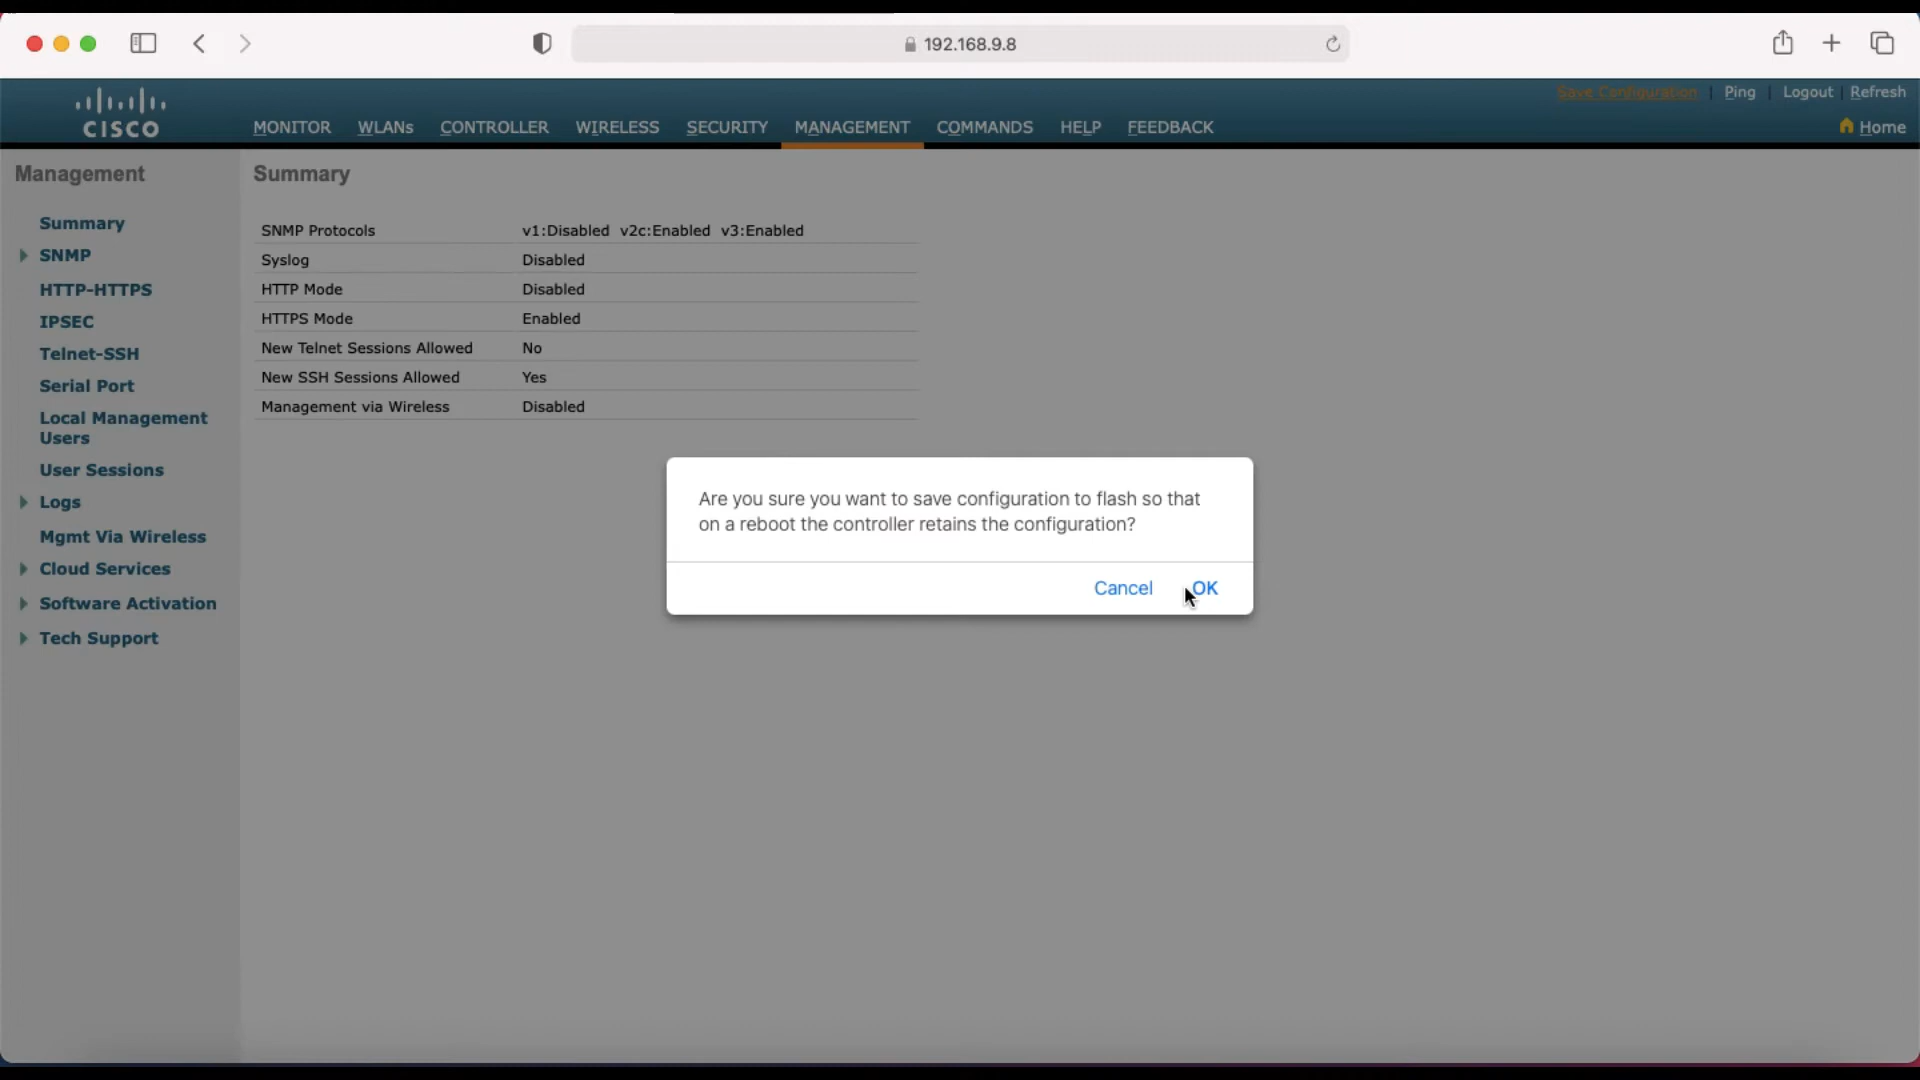 192.168.9.8
Save Configuration | Ping | Logout | Refresh
CISCO
MONITOR WLANs CONTROLLER WIRELESS SECURITY MANAGEMENT COMMANDS HELP FEEDBACK
Home
Management
Summary
SNMP
HTTP-HTTPS
IPSEC
Telnet-SSH
Serial Port
Local Management
Users
User Sessions
Logs
Mgmt Via Wireless
Cloud Services
Software Activation
Tech Support
Summary
SNMP Protocols v1:Disabled v2c:Enabled v3:Enabled
Syslog Disabled
HTTP Mode Disabled
HTTPS Mode Enabled
New Telnet Sessions Allowed No
New SSH Sessions Allowed Yes
Management via Wireless Disabled
Are you sure you want to save configuration to flash so that
on a reboot the controller retains the configuration?
Cancel OK